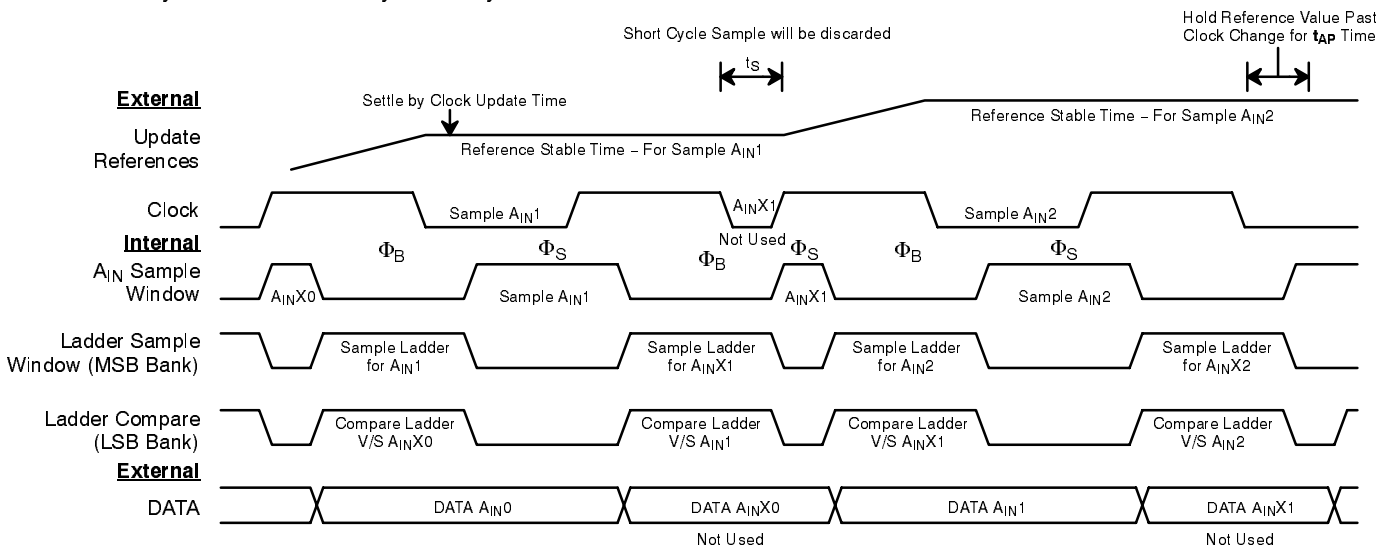 Hold Reference Value Past
Clock Change for tAP Time
Short Cycle Sample will be discarded
tS
External
Settle by Clock Update Time
Update
References
Reference Stable Time – For Sample AIN1
Reference Stable Time – For Sample AIN2
Clock
Sample AIN1
AINX1
Sample AIN2
Not Used
Internal
ΦB
ΦS
ΦB
ΦS
ΦB
ΦS
AIN Sample
Window
AINX0
Sample AIN1
AINX1
Sample AIN2
Ladder Sample
Window (MSB Bank)
Sample Ladder
for AIN1
Sample Ladder
for AINX1
Sample Ladder
for AIN2
Sample Ladder
for AINX2
Ladder Compare
(LSB Bank)
Compare Ladder
V/S AINX0
Compare Ladder
V/S AIN1
Compare Ladder
V/S AINX1
Compare Ladder
V/S AIN2
External
DATA
DATA AIN0
DATA AINX0
DATA AIN1
DATA AINX1
Not Used
Not Used